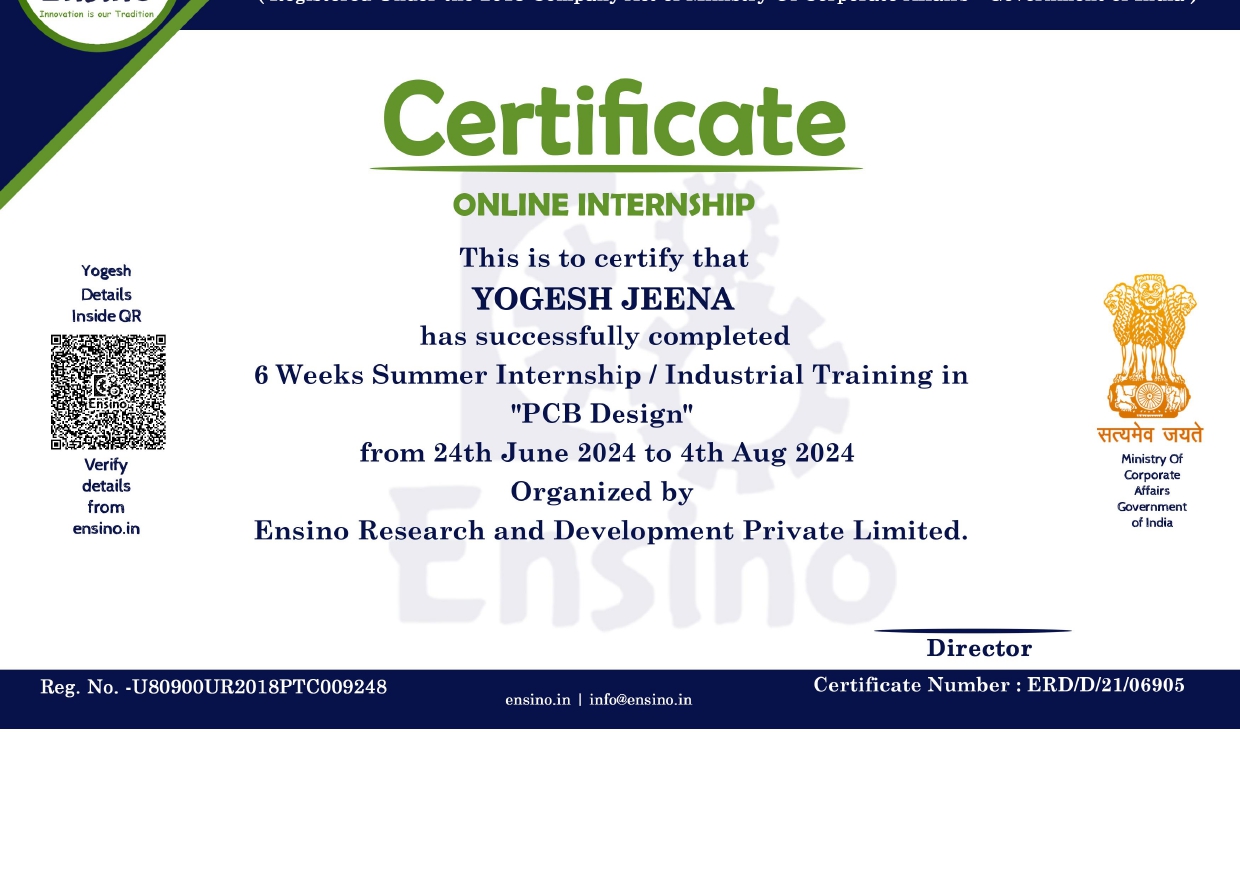 Innovation is our Tradition
Certificate
ONLINE INTERNSHIP
This is to certify that
YOGESH JEENA
has successfully completed
6 Weeks Summer Internship / Industrial Training in
"PCB Design"
from 24th June 2024 to 4th Aug 2024
Organized by
Ensino Research and Development Private Limited.
Yogesh
Details
Inside QR
Ensino
Verify
details
from
ensino.in
सत्यमेव जयते
Ministry Of
Corporate
Affairs
Government
of India
Ensino
Director
Reg. No. -U80900UR2018PTC009248
ensino.in | info@ensino.in
Certificate Number : ERD/D/21/06905